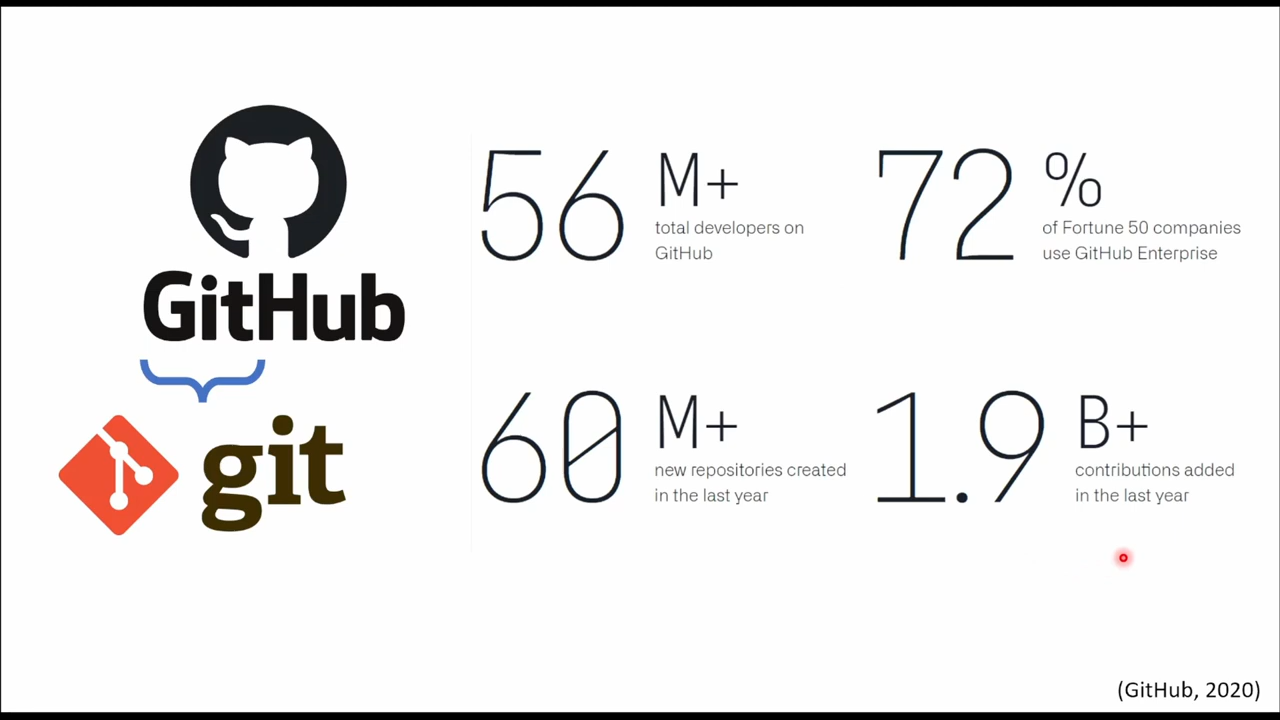 GitHub
git
56 M+
total developers on
GitHub
72 %
of Fortune 50 companies
use GitHub Enterprise
60 M+
new repositories created
in the last year
1.9 B+
contributions added
in the last year
(GitHub, 2020)